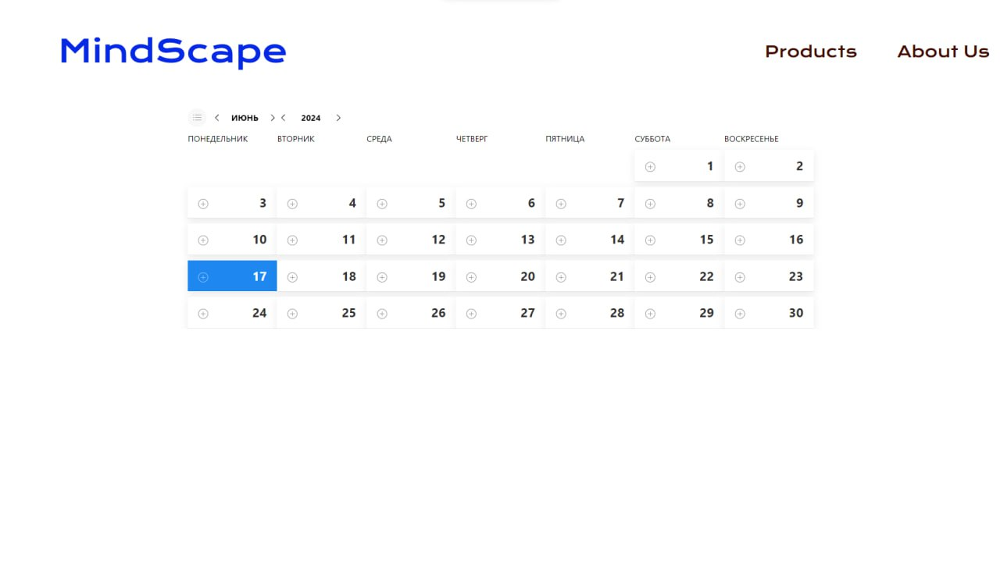 MindScape
Products About Us
ИЮНЬ 2024
ПОНЕДЕЛЬНИК ВТОРНИК СРЕДА ЧЕТВЕРГ ПЯТНИЦА СУББОТА ВОСКРЕСЕНЬЕ
1 2
3 4 5 6 7 8 9
10 11 12 13 14 15 16
17 18 19 20 21 22 23
24 25 26 27 28 29 30